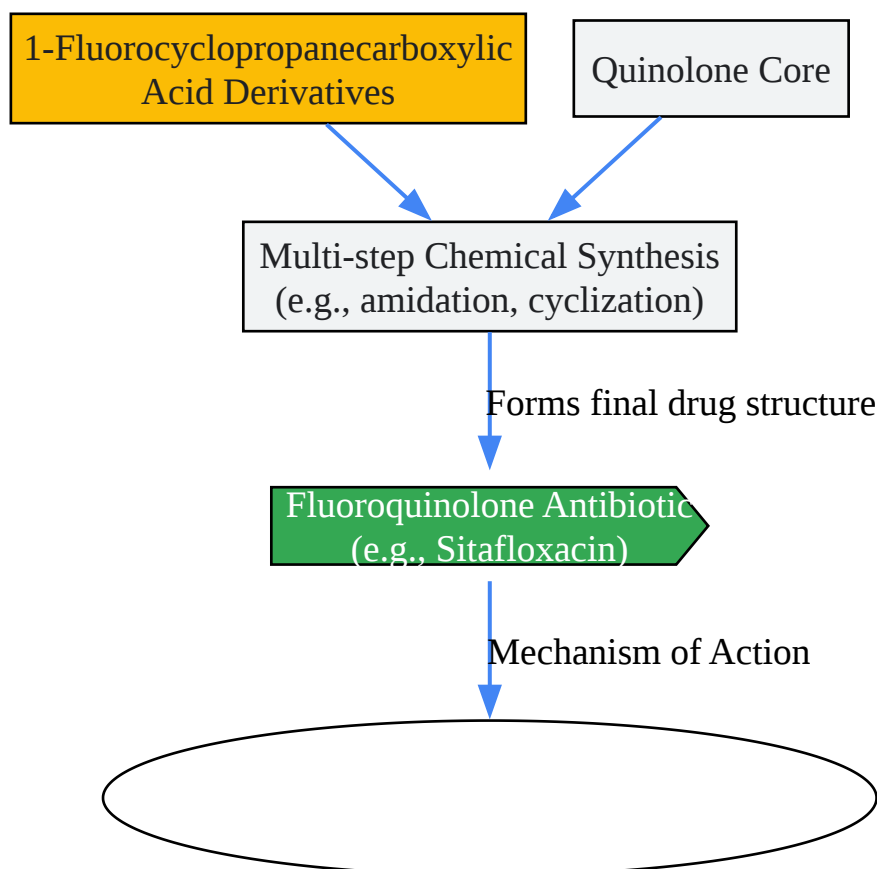 1-Fluorocyclopropanecarboxylic
Acid Derivatives
Quinolone Core
Multi-step Chemical Synthesis
(e.g., amidation, cyclization)
Forms final drug structure
Fluoroquinolone Antibiotic
(e.g., Sitafloxacin)
Mechanism of Action